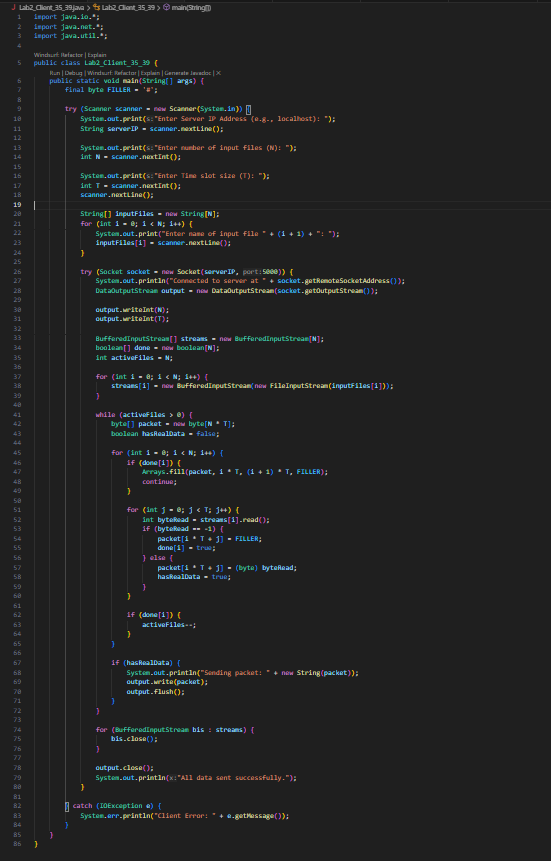 Lab2_Client_35_39.java > Lab2_Client_35_39 > main(String[])
1 import java.io.*;
2 import java.net.*;
3 import java.util.*;
4
Windsurf: Refactor | Explain
5 public class Lab2_Client_35_39 {
Run | Debug | Windsurf: Refactor | Explain | Generate Javadoc | X
6 public static void main(String[] args) {
7 final byte FILLER = '#';
8
9 try (Scanner scanner = new Scanner(System.in)) {
10 System.out.print(s:"Enter Server IP Address (e.g., localhost): ");
11 String serverIP = scanner.nextLine();
12
13 System.out.print(s:"Enter number of input files (N): ");
14 int N = scanner.nextInt();
15
16 System.out.print(s:"Enter Time slot size (T): ");
17 int T = scanner.nextInt();
18 scanner.nextLine();
19
20 String[] inputFiles = new String[N];
21 for (int i = 0; i < N; i++) {
22 System.out.print("Enter name of input file " + (i + 1) + ": ");
23 inputFiles[i] = scanner.nextLine();
24 }
25
26 try (Socket socket = new Socket(serverIP, port:5000)) {
27 System.out.println("Connected to server at " + socket.getRemoteSocketAddress());
28 DataOutputStream output = new DataOutputStream(socket.getOutputStream());
29
30 output.writeInt(N);
31 output.writeInt(T);
32
33 BufferedInputStream[] streams = new BufferedInputStream[N];
34 boolean[] done = new boolean[N];
35 int activeFiles = N;
36
37 for (int i = 0; i < N; i++) {
38 streams[i] = new BufferedInputStream(new FileInputStream(inputFiles[i]));
39 }
40
41 while (activeFiles > 0) {
42 byte[] packet = new byte[N * T];
43 boolean hasRealData = false;
44
45 for (int i = 0; i < N; i++) {
46 if (done[i]) {
47 Arrays.fill(packet, i * T, (i + 1) * T, FILLER);
48 continue;
49 }
50
51 for (int j = 0; j < T; j++) {
52 int byteRead = streams[i].read();
53 if (byteRead == -1) {
54 packet[i * T + j] = FILLER;
55 done[i] = true;
56 } else {
57 packet[i * T + j] = (byte) byteRead;
58 hasRealData = true;
59 }
60 }
61
62 if (done[i]) {
63 activeFiles--;
64 }
65 }
66
67 if (hasRealData) {
68 System.out.println("Sending packet: " + new String(packet));
69 output.write(packet);
70 output.flush();
71 }
72 }
73
74 for (BufferedInputStream bis : streams) {
75 bis.close();
76 }
77
78 output.close();
79 System.out.println(x:"All data sent successfully.");
80 }
81
82 } catch (IOException e) {
83 System.err.println("Client Error: " + e.getMessage());
84 }
85 }
86 }